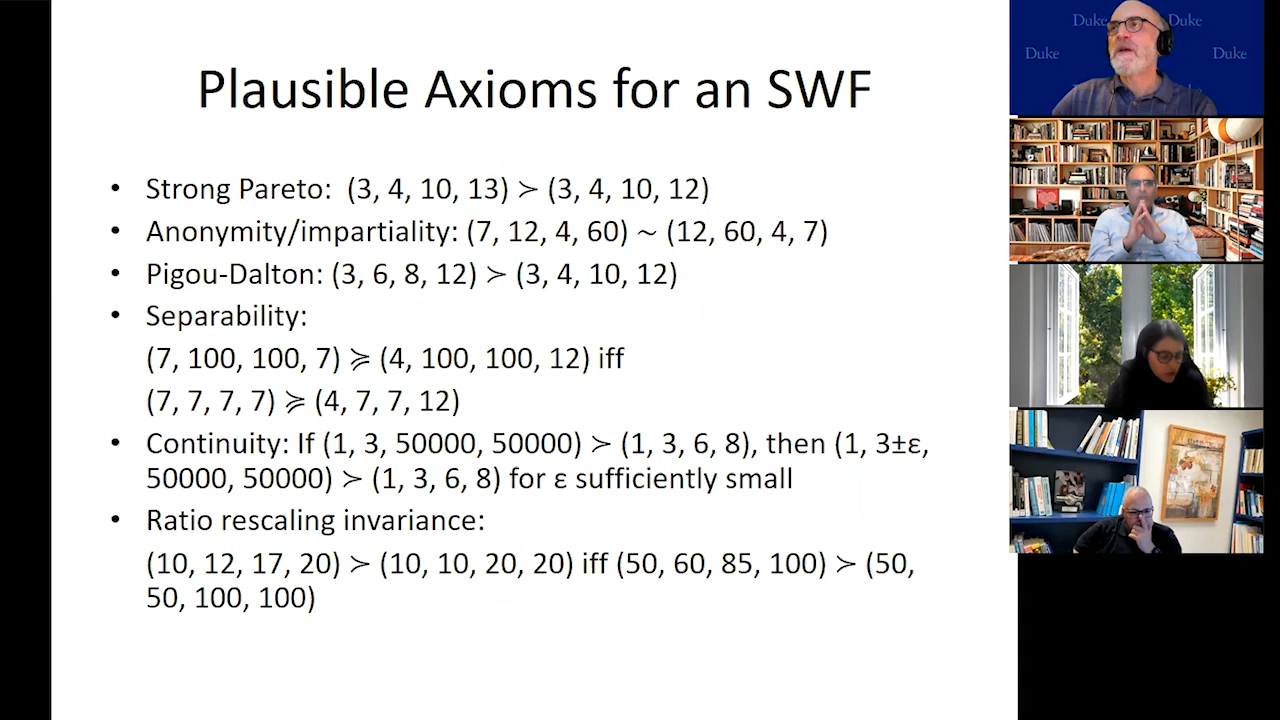 Plausible Axioms for an SWF
• Strong Pareto: (3, 4, 10, 13) ≻ (3, 4, 10, 12)
• Anonymity/impartiality: (7, 12, 4, 60) ~ (12, 60, 4, 7)
• Pigou-Dalton: (3, 6, 8, 12) ≻ (3, 4, 10, 12)
• Separability:
(7, 100, 100, 7) ≽ (4, 100, 100, 12) iff
(7, 7, 7, 7) ≽ (4, 7, 7, 12)
• Continuity: If (1, 3, 50000, 50000) ≻ (1, 3, 6, 8), then (1, 3±ε,
50000, 50000) ≻ (1, 3, 6, 8) for ε sufficiently small
• Ratio rescaling invariance:
(10, 12, 17, 20) ≻ (10, 10, 20, 20) iff (50, 60, 85, 100) ≻ (50,
50, 100, 100)
Duke Duke
Duke Duke